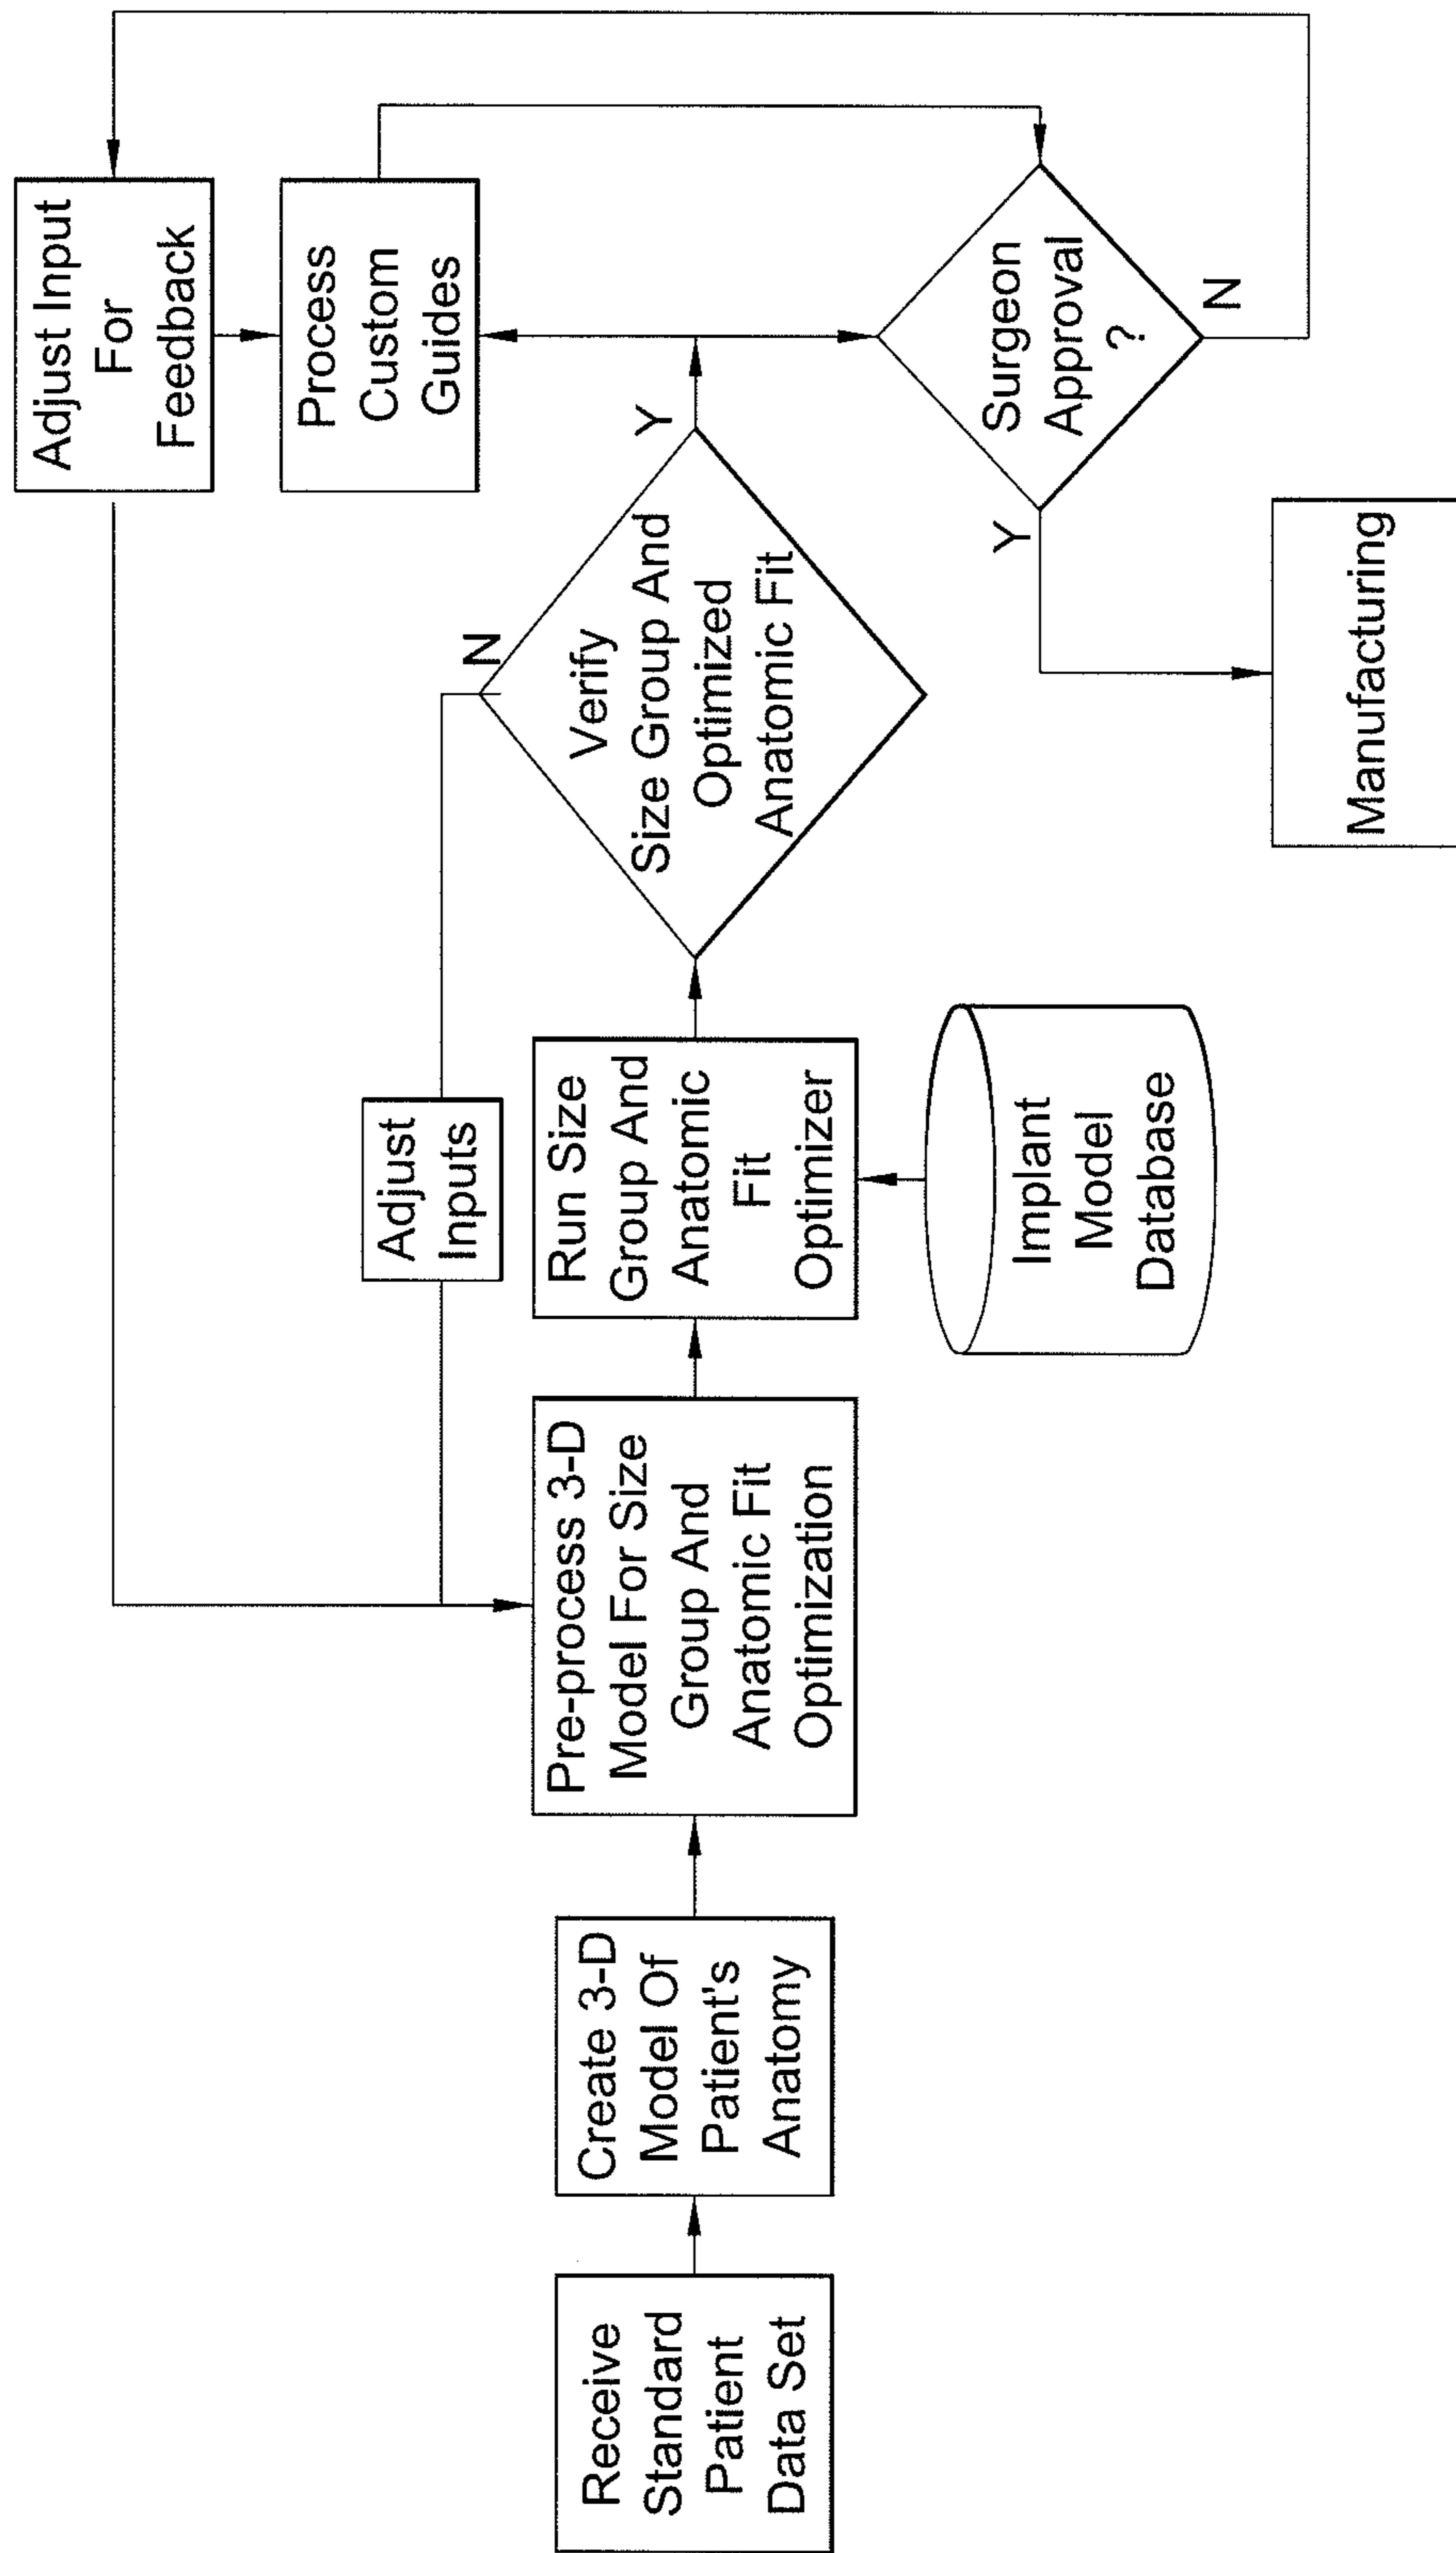 Receive
Standard
Patient
Data Set
Create 3-D
Model Of
Patient's
Anatomy
Pre-process 3-D
Model For Size
Group And
Anatomic Fit
Optimization
Adjust
Inputs
Run Size
Group And
Anatomic
Fit
Optimizer
Implant
Model
Database
N
Verify
Size Group And
Optimized
Anatomic Fit
Y
Adjust Input
For
Feedback
Process
Custom
Guides
Surgeon
Approval
?
Y
N
Manufacturing